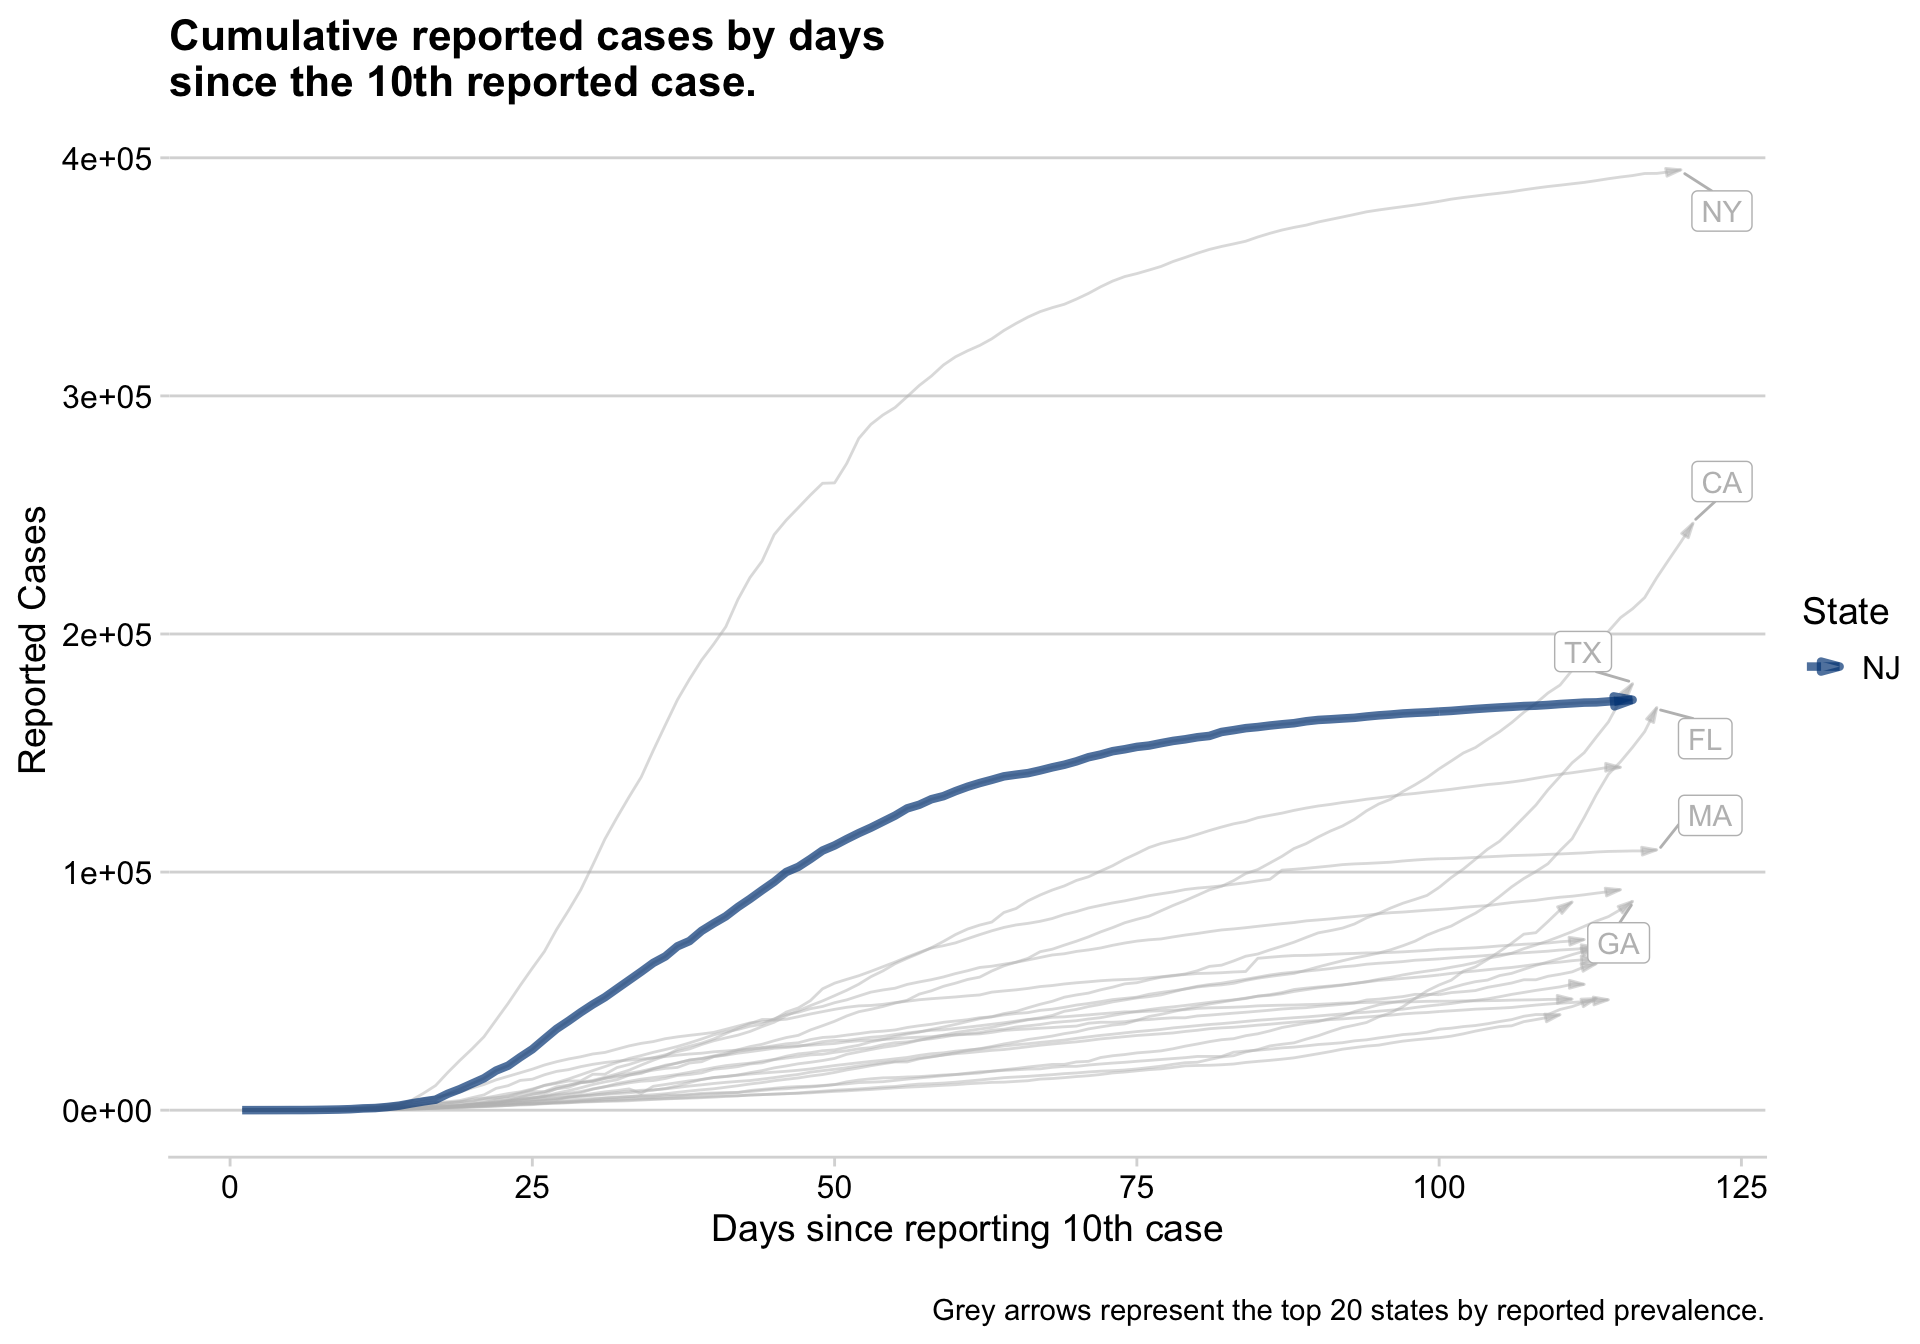 Cumulative reported cases by days
since the 10th reported case.
4e+05
NY
3e+05
CA
Reported Cases
State
NJ
2e+05
TX
FL
MA
1e+05
GA
0e+00
0 25 50 75 100 125
Days since reporting 10th case
Grey arrows represent the top 20 states by reported prevalence.